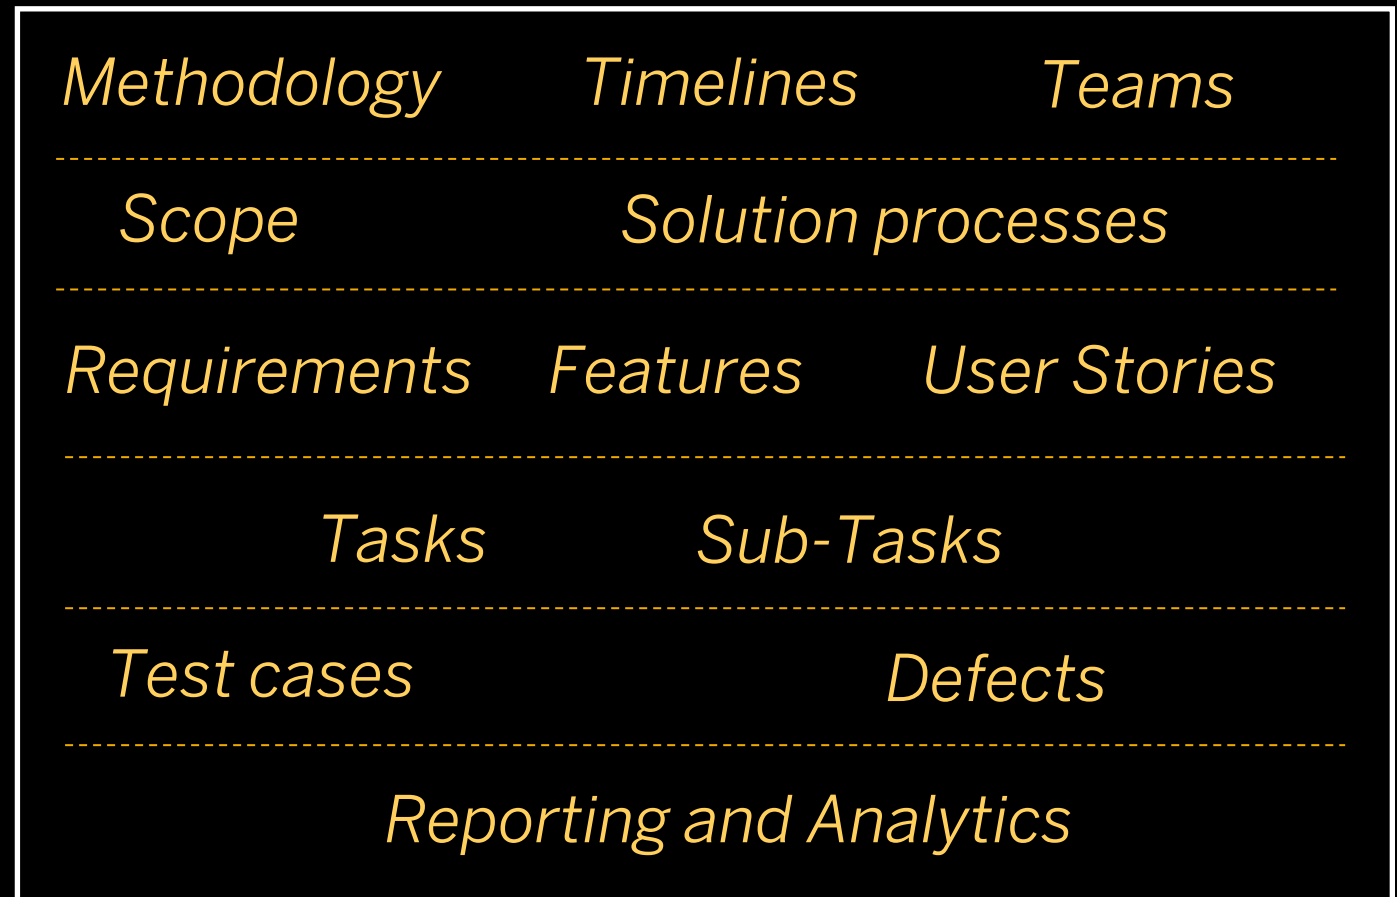 Methodology Timelines Teams
Scope Solution processes
Requirements Features User Stories
Tasks Sub-Tasks
Test cases Defects
Reporting and Analytics